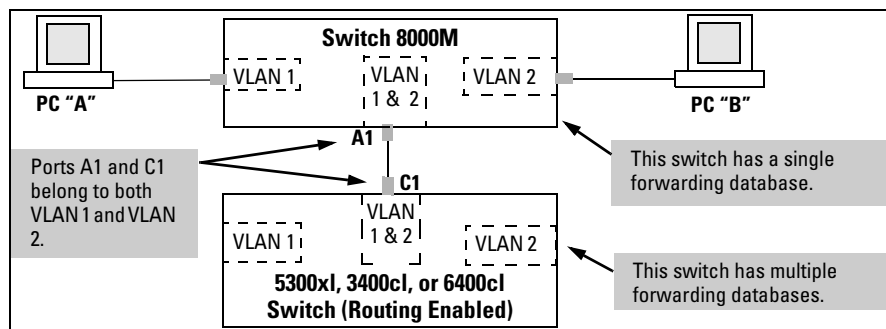 Switch 8000M
VLAN 1
VLAN
1 & 2
VLAN 2
PC "A"
PC "B"
A1
Ports A1 and C1
belong to both
VLAN 1 and VLAN
2.
This switch has a single
forwarding database.
C1
VLAN 1
VLAN
1 & 2
VLAN 2
5300xl, 3400cl, or 6400cl
Switch (Routing Enabled)
This switch has multiple
forwarding databases.